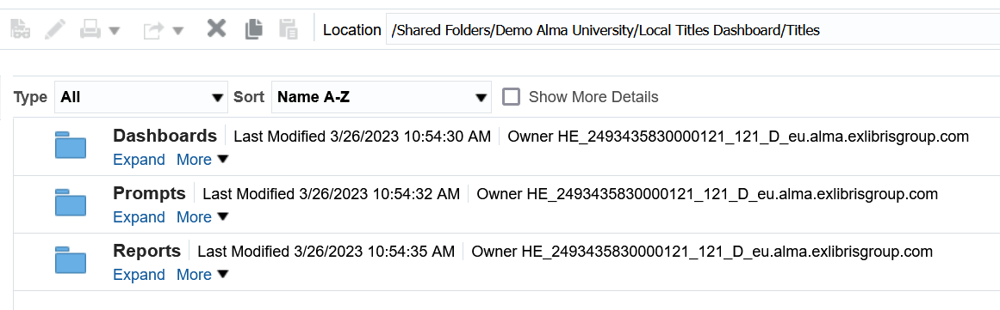 Location /Shared Folders/Demo Alma University/Local Titles Dashboard/Titles
Type All Sort Name A-Z Show More Details
Dashboards Last Modified 3/26/2023 10:54:30 AM Owner HE_2493435830000121_121_D_eu.alma.exlibrisgroup.com
Expand More
Prompts Last Modified 3/26/2023 10:54:32 AM Owner HE_2493435830000121_121_D_eu.alma.exlibrisgroup.com
Expand More
Reports Last Modified 3/26/2023 10:54:35 AM Owner HE_2493435830000121_121_D_eu.alma.exlibrisgroup.com
Expand More